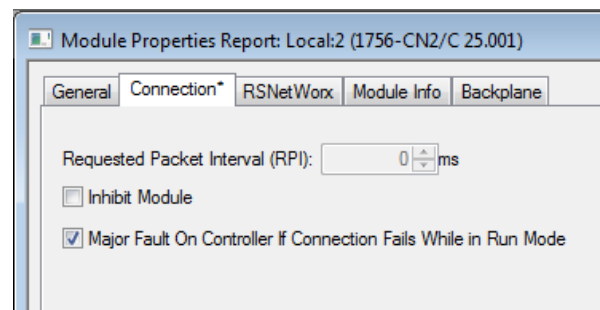 Module Properties Report: Local:2 (1756-CN2/C 25.001)
General Connection* RSNetWorx Module Info Backplane
Requested Packet Interval (RPI): 0 ms
Inhibit Module
Major Fault On Controller If Connection Fails While in Run Mode